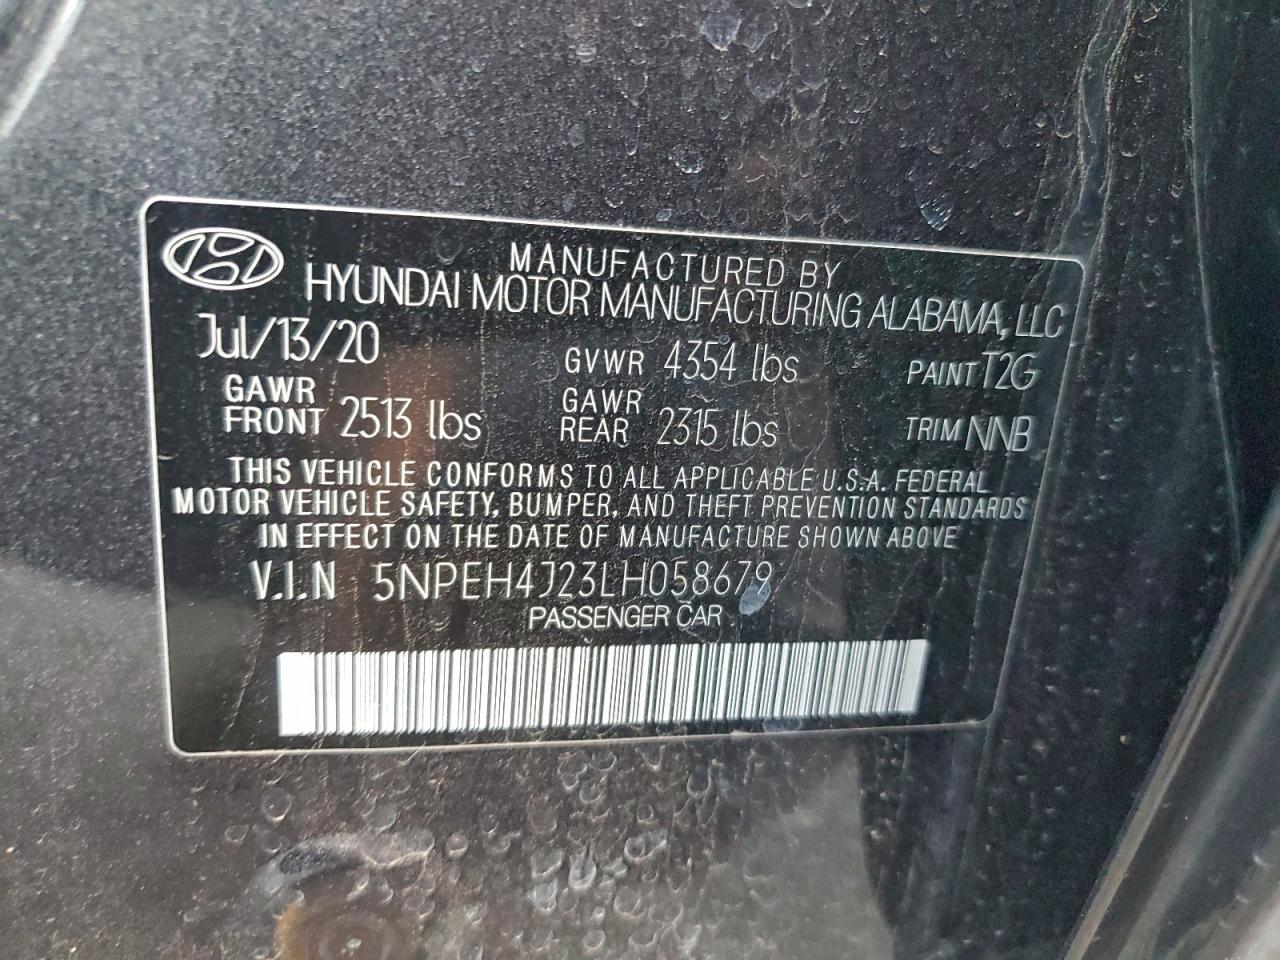 MANUFACTURED BY
HYUNDAI MOTOR MANUFACTURING ALABAMA, LLC
Jul/13/20 GVWR 4354 lbs PAINT T2G
GAWR FRONT 2513 lbs GAWR REAR 2315 lbs TRIM NNB
THIS VEHICLE CONFORMS TO ALL APPLICABLE U.S.A. FEDERAL
MOTOR VEHICLE SAFETY, BUMPER, AND THEFT PREVENTION STANDARDS
IN EFFECT ON THE DATE OF MANUFACTURE SHOWN ABOVE
V.I.N 5NPEH4J23LH058679
PASSENGER CAR